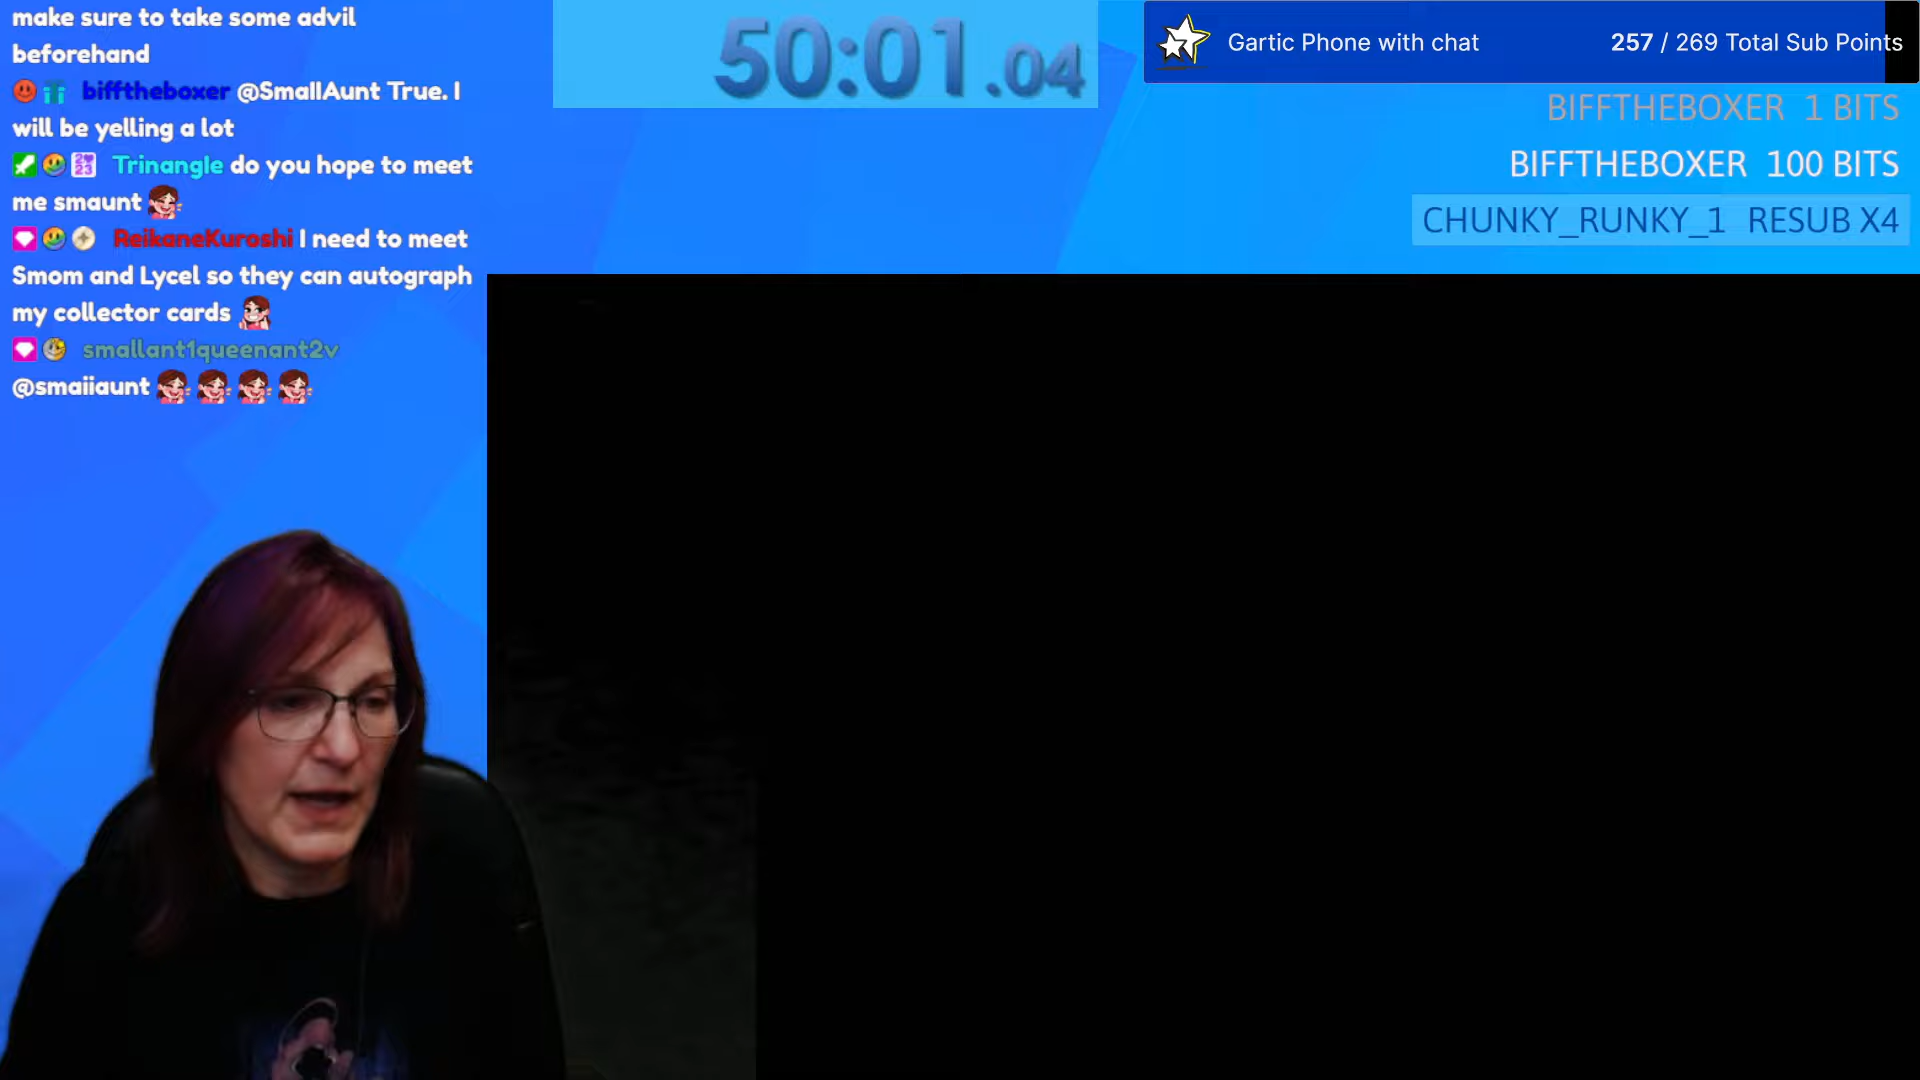 make sure to take some advil
beforehand
bifftheboxer @SmallAunt True. I
will be yelling a lot
Trinangle do you hope to meet
me smaunt
ReikaneKuroshi I need to meet
Smom and Lycel so they can autograph
my collector cards
smallant1queenant2v
@smaiiaunt
50:01.04
Gartic Phone with chat 257 / 269 Total Sub Points
BIFFTHEBOXER 1 BITS
BIFFTHEBOXER 100 BITS
CHUNKY_RUNKY_1 RESUB X4